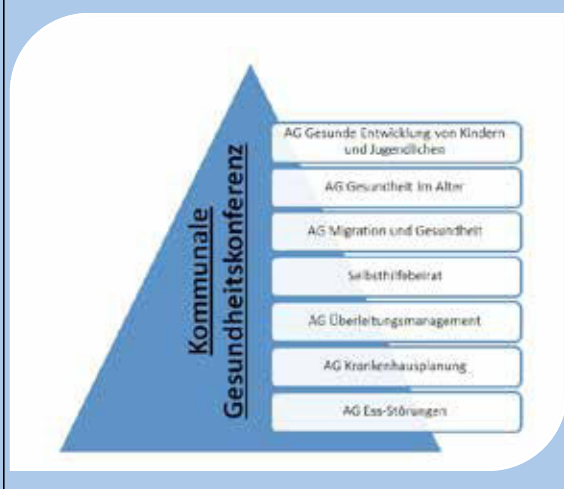 Kommunale
Gesundheitskonferenz
AG Gesunde Entwicklung von Kindern
und Jugendlichen
AG Gesundheit im Alter
AG Migration und Gesundheit
Selbsthilfebeirat
AG Überleitungsmanagement
AG Krankenhausplanung
AG Ess-Störungen